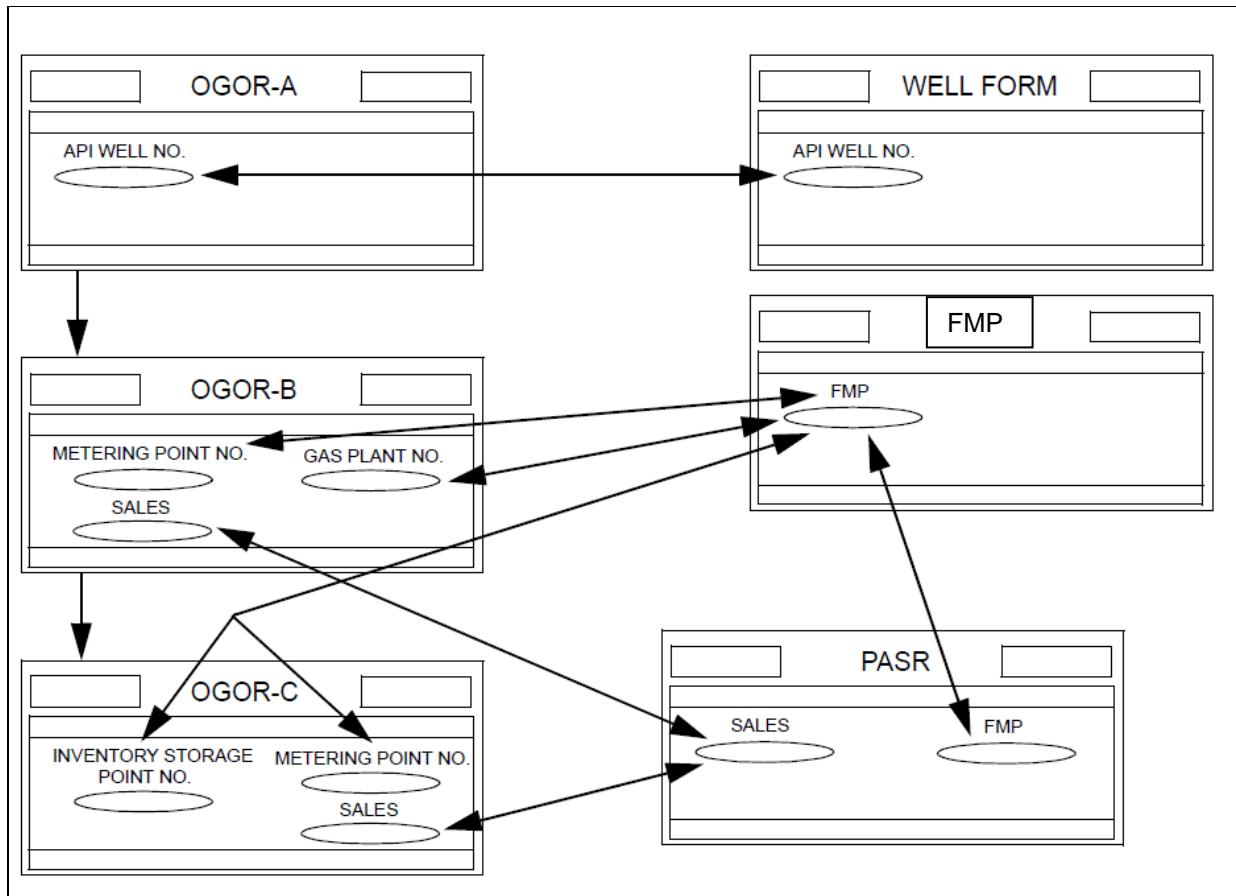 OGOR-A
API WELL NO.
WELL FORM
API WELL NO.
FMP
FMP
OGOR-B
METERING POINT NO.
GAS PLANT NO.
SALES
OGOR-C
INVENTORY STORAGE
POINT NO.
METERING POINT NO.
SALES
PASR
SALES
FMP